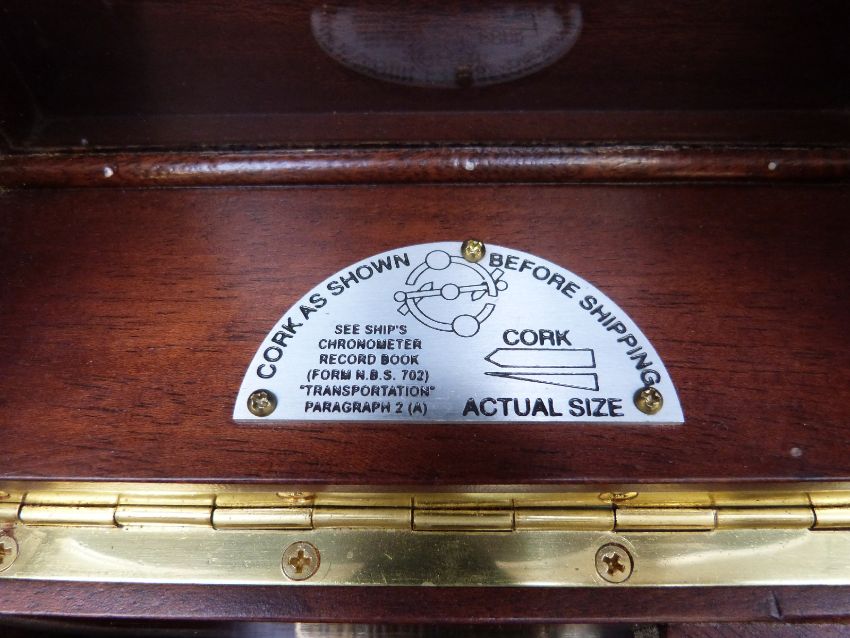 CORK AS SHOWN BEFORE SHIPPING
SEE SHIP'S
CHRONOMETER
RECORD BOOK
(FORM N.B.S. 702)
"TRANSPORTATION"
PARAGRAPH 2 (A)
CORK
ACTUAL SIZE